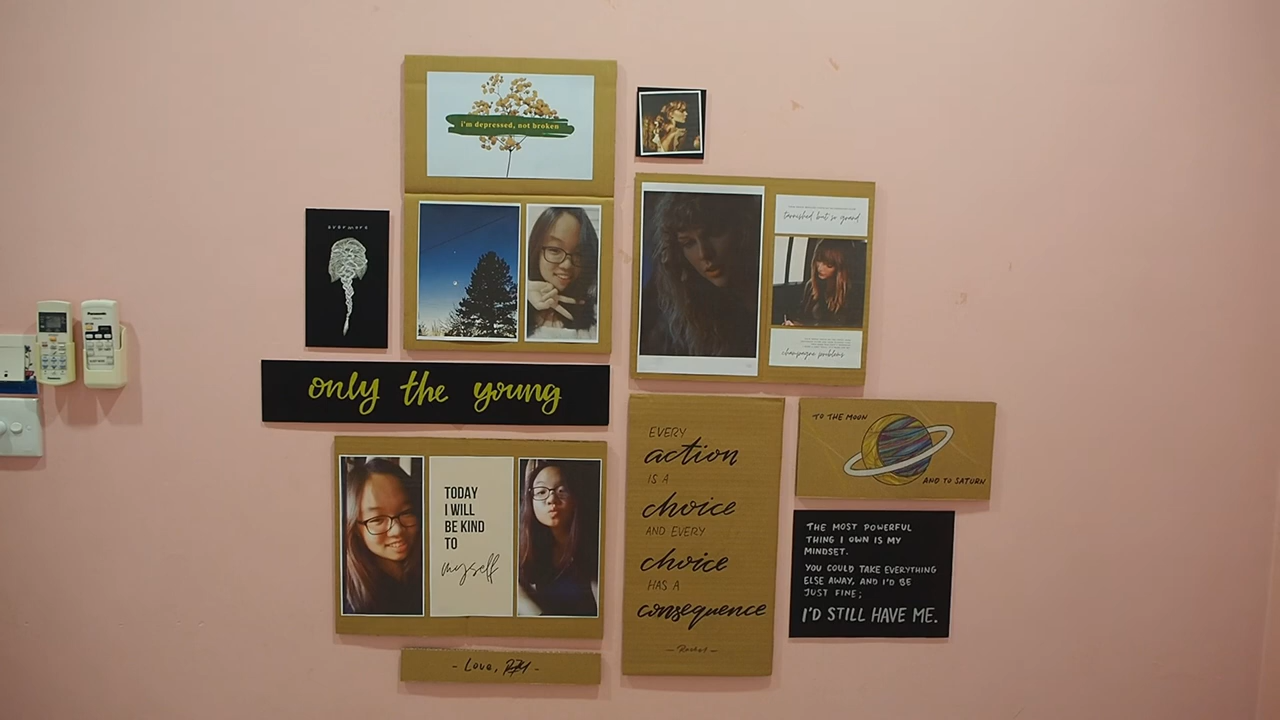 i'm depressed, not broken
evermore
tarnished but so grand
champagne problems
only the young
TODAY
I WILL
BE KIND
TO
myself
- Love,
EVERY
action
IS A
choice
AND EVERY
choice
HAS A
consequence
TO THE MOON
AND TO SATURN
THE MOST POWERFUL
THING I OWN IS MY
MINDSET.
YOU COULD TAKE EVERYTHING
ELSE AWAY, AND I'D BE
JUST FINE;
I'D STILL HAVE ME.
Panasonic